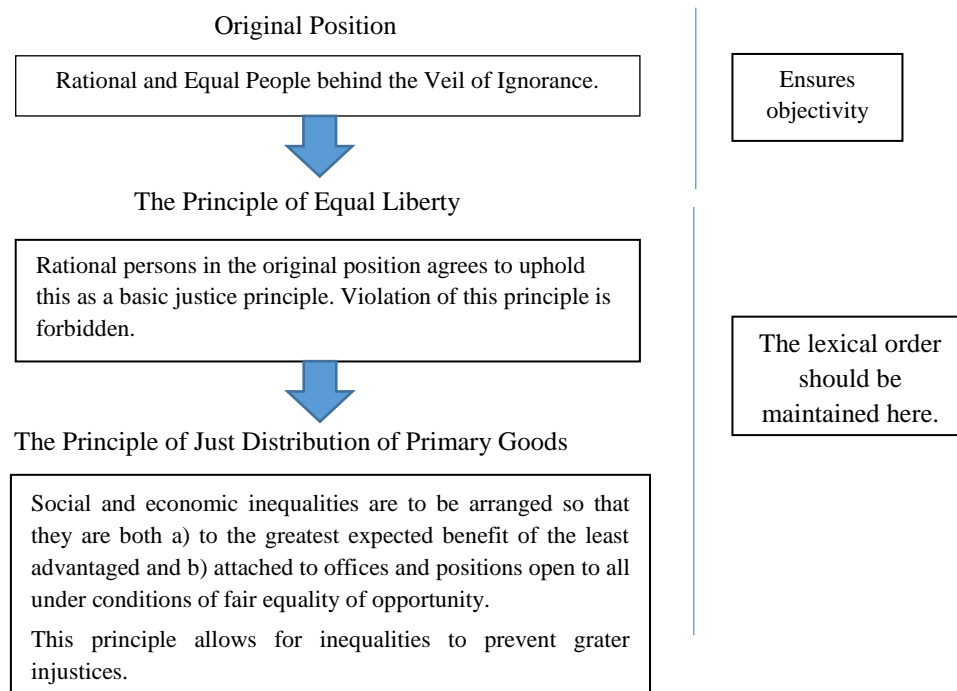 Original Position
Rational and Equal People behind the Veil of Ignorance.
Ensures
objectivity
The Principle of Equal Liberty
Rational persons in the original position agrees to uphold
this as a basic justice principle. Violation of this principle is
forbidden.
The lexical order
should be
maintained here.
The Principle of Just Distribution of Primary Goods
Social and economic inequalities are to be arranged so that
they are both a) to the greatest expected benefit of the least
advantaged and b) attached to offices and positions open to all
under conditions of fair equality of opportunity.
This principle allows for inequalities to prevent grater
injustices.